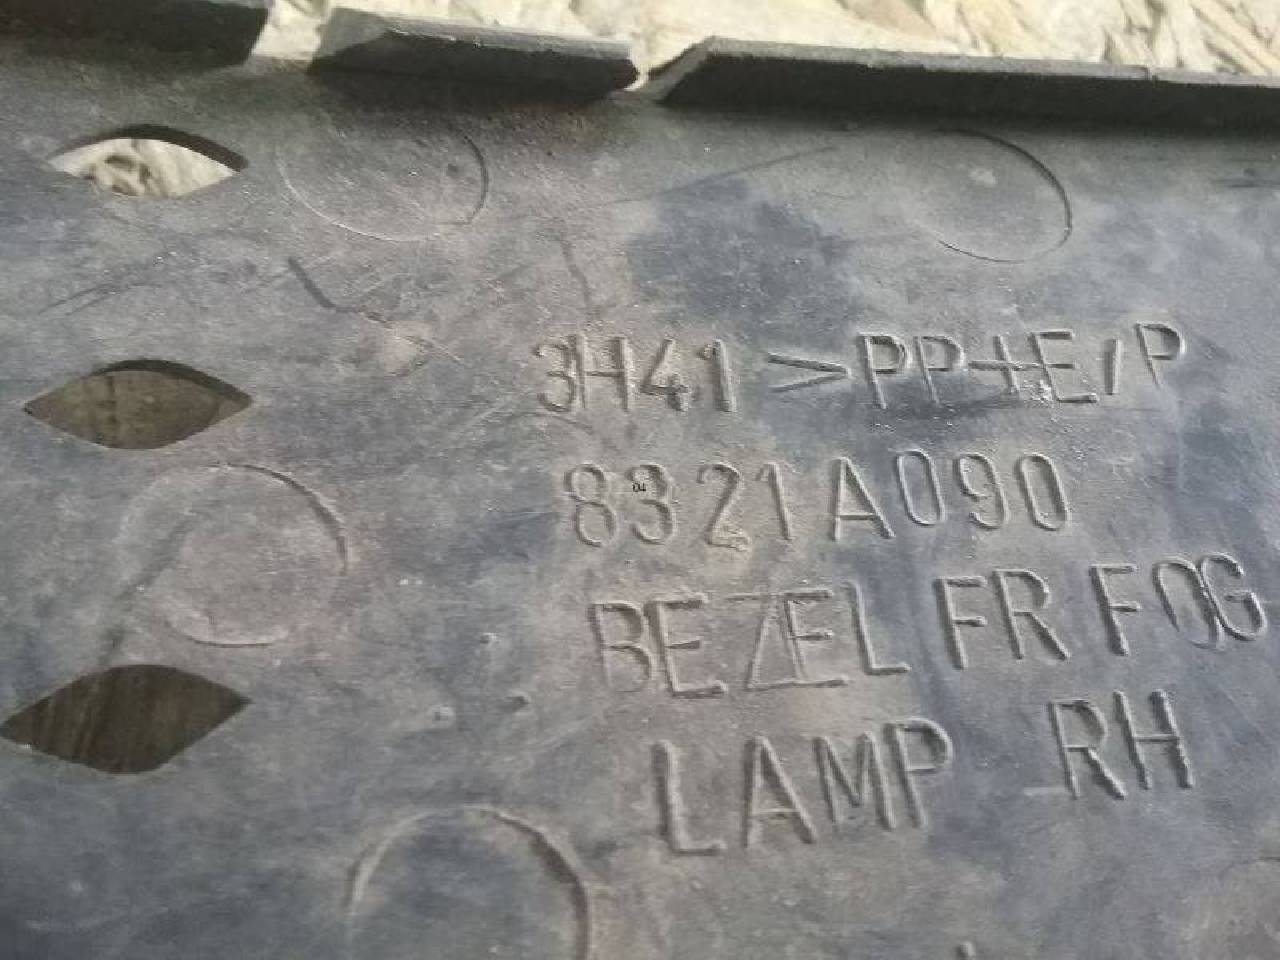 3H41 >PP+E/P
8321A090
BEZEL FR FOG
LAMP RH